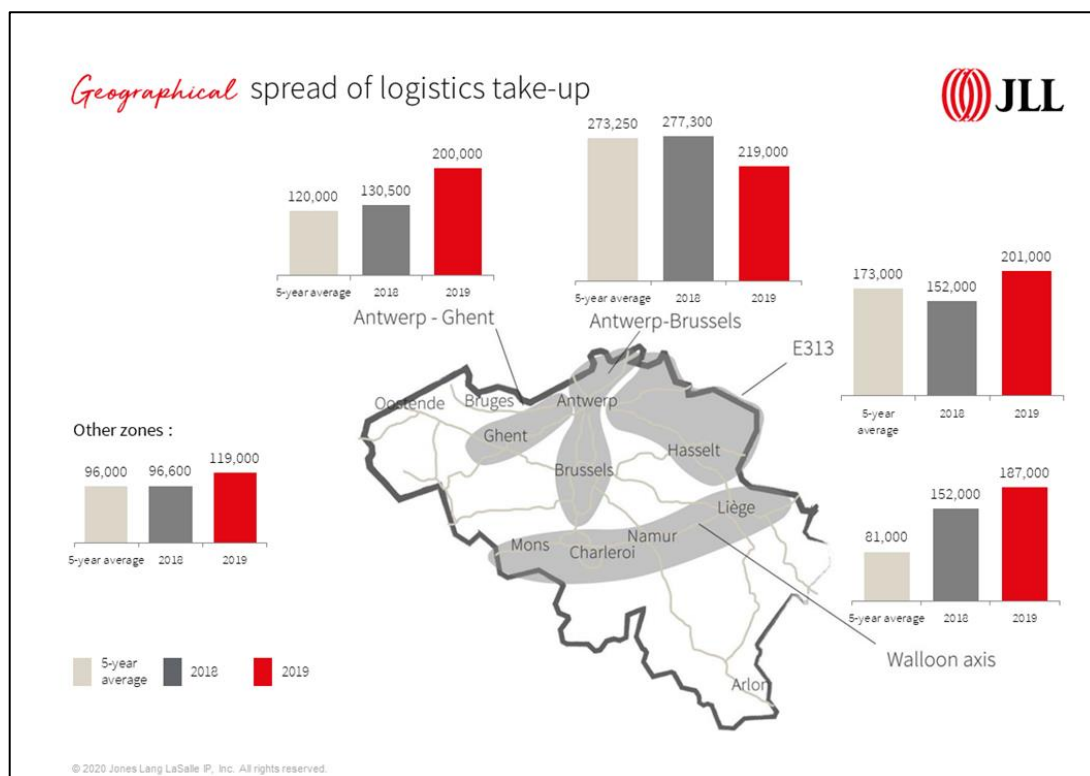 Geographical spread of logistics take-up
JLL
120,000
130,500
200,000
5-year average
2018
2019
Antwerp - Ghent
273,250
277,300
219,000
5-year average
2018
2019
Antwerp-Brussels
E313
173,000
152,000
201,000
5-year
average
2018
2019
Other zones :
96,000
96,600
119,000
5-year average
2018
2019
Oostende
Bruges
Antwerp
Ghent
Brussels
Hasselt
Liège
Mons
Charleroi
Namur
Arlon
81,000
152,000
187,000
5-year average
2018
2019
Walloon axis
5-year
average
2018
2019
© 2020 Jones Lang LaSalle IP, Inc. All rights reserved.